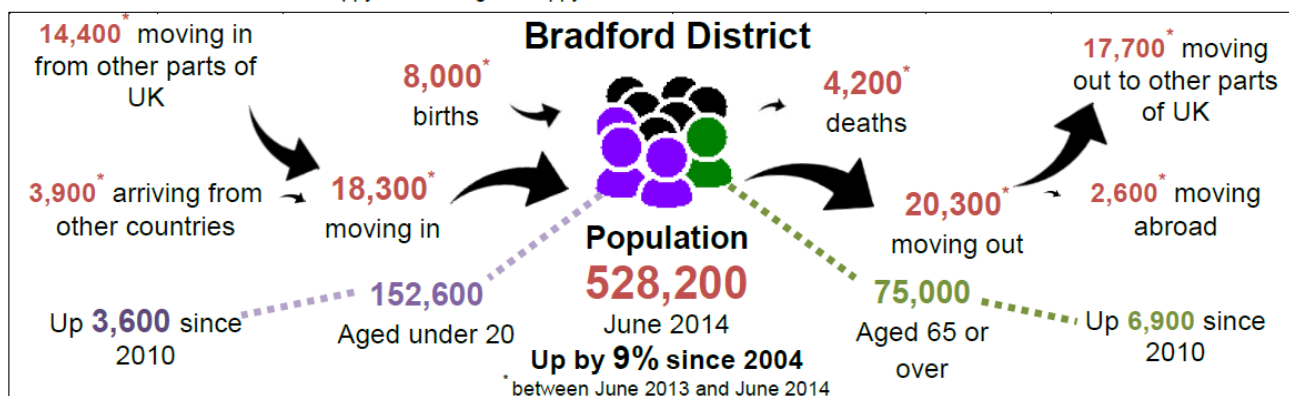 Bradford District
14,400* moving in
from other parts of
UK
3,900* arriving from
other countries
18,300*
moving in
8,000*
births
4,200*
deaths
20,300*
moving out
17,700* moving
out to other parts
of UK
2,600* moving
abroad
Population
528,200
June 2014
Up by 9% since 2004
* between June 2013 and June 2014
152,600
Aged under 20
Up 3,600 since
2010
75,000
Aged 65 or
over
Up 6,900 since
2010